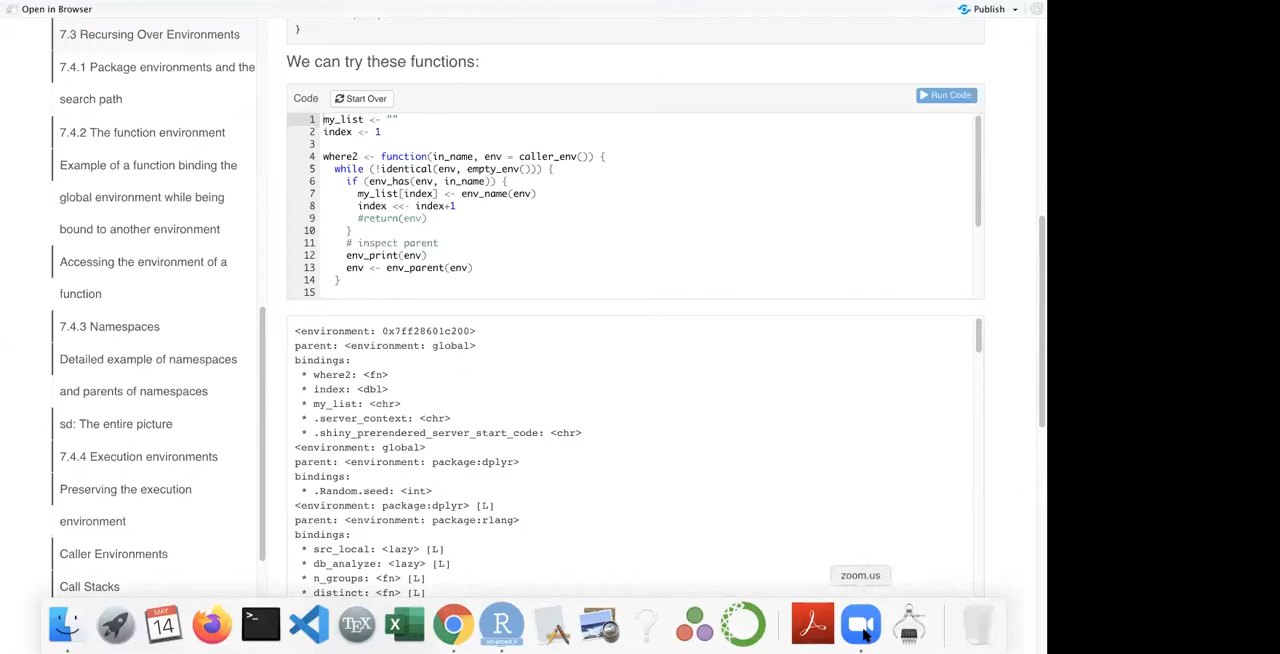 Open in Browser
Publish
7.3 Recursing Over Environments
7.4.1 Package environments and the
search path
7.4.2 The function environment
Example of a function binding the
global environment while being
bound to another environment
Accessing the environment of a
function
7.4.3 Namespaces
Detailed example of namespaces
and parents of namespaces
sd: The entire picture
7.4.4 Execution environments
Preserving the execution
environment
Caller Environments
Call Stacks
}
We can try these functions:
Code
Start Over
Run Code
1 my_list <- ""
2 index <- 1
3
4 where2 <- function(in_name, env = caller_env()) {
5 while (!identical(env, empty_env())) {
6 if (env_has(env, in_name)) {
7 my_list[index] <- env_name(env)
8 index <<- index+1
9 #return(env)
10 }
11 # inspect parent
12 env_print(env)
13 env <- env_parent(env)
14 }
15
<environment: 0x7ff28601c200>
parent: <environment: global>
bindings:
* where2: <fn>
* index: <dbl>
* my_list: <chr>
* .server_context: <chr>
* .shiny_prerendered_server_start_code: <chr>
<environment: global>
parent: <environment: package:dplyr>
bindings:
* .Random.seed: <int>
<environment: package:dplyr> [L]
parent: <environment: package:rlang>
bindings:
* src_local: <lazy> [L]
* db_analyze: <lazy> [L]
* n_groups: <fn> [L]
* distinct: <fn> [L]
zoom.us
MAY
14
TEX
R
advanced_R